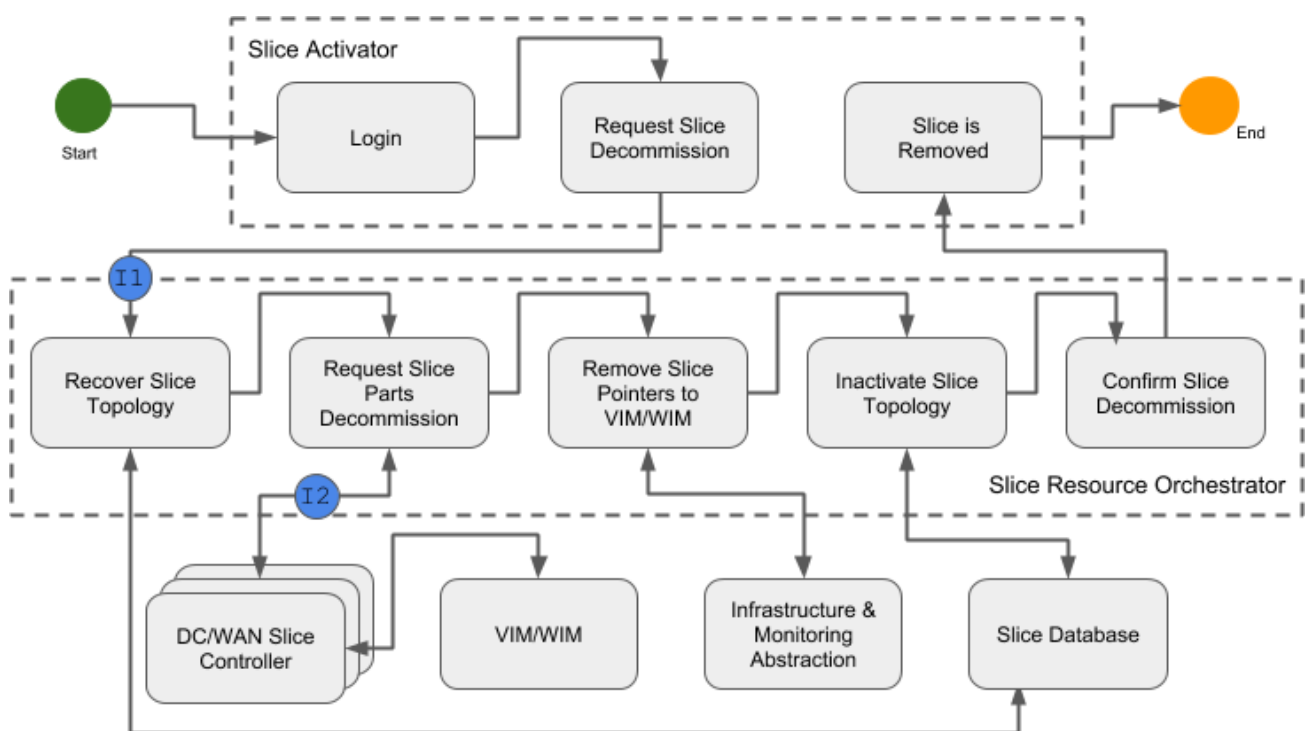 Slice Activator
Start
Login
Request Slice
Decommission
Slice is
Removed
End
I1
Recover Slice
Topology
Request Slice
Parts
Decommission
Remove Slice
Pointers to
VIM/WIM
Inactivate Slice
Topology
Confirm Slice
Decommission
I2
Slice Resource Orchestrator
DC/WAN Slice
Controller
VIM/WIM
Infrastructure &
Monitoring
Abstraction
Slice Database